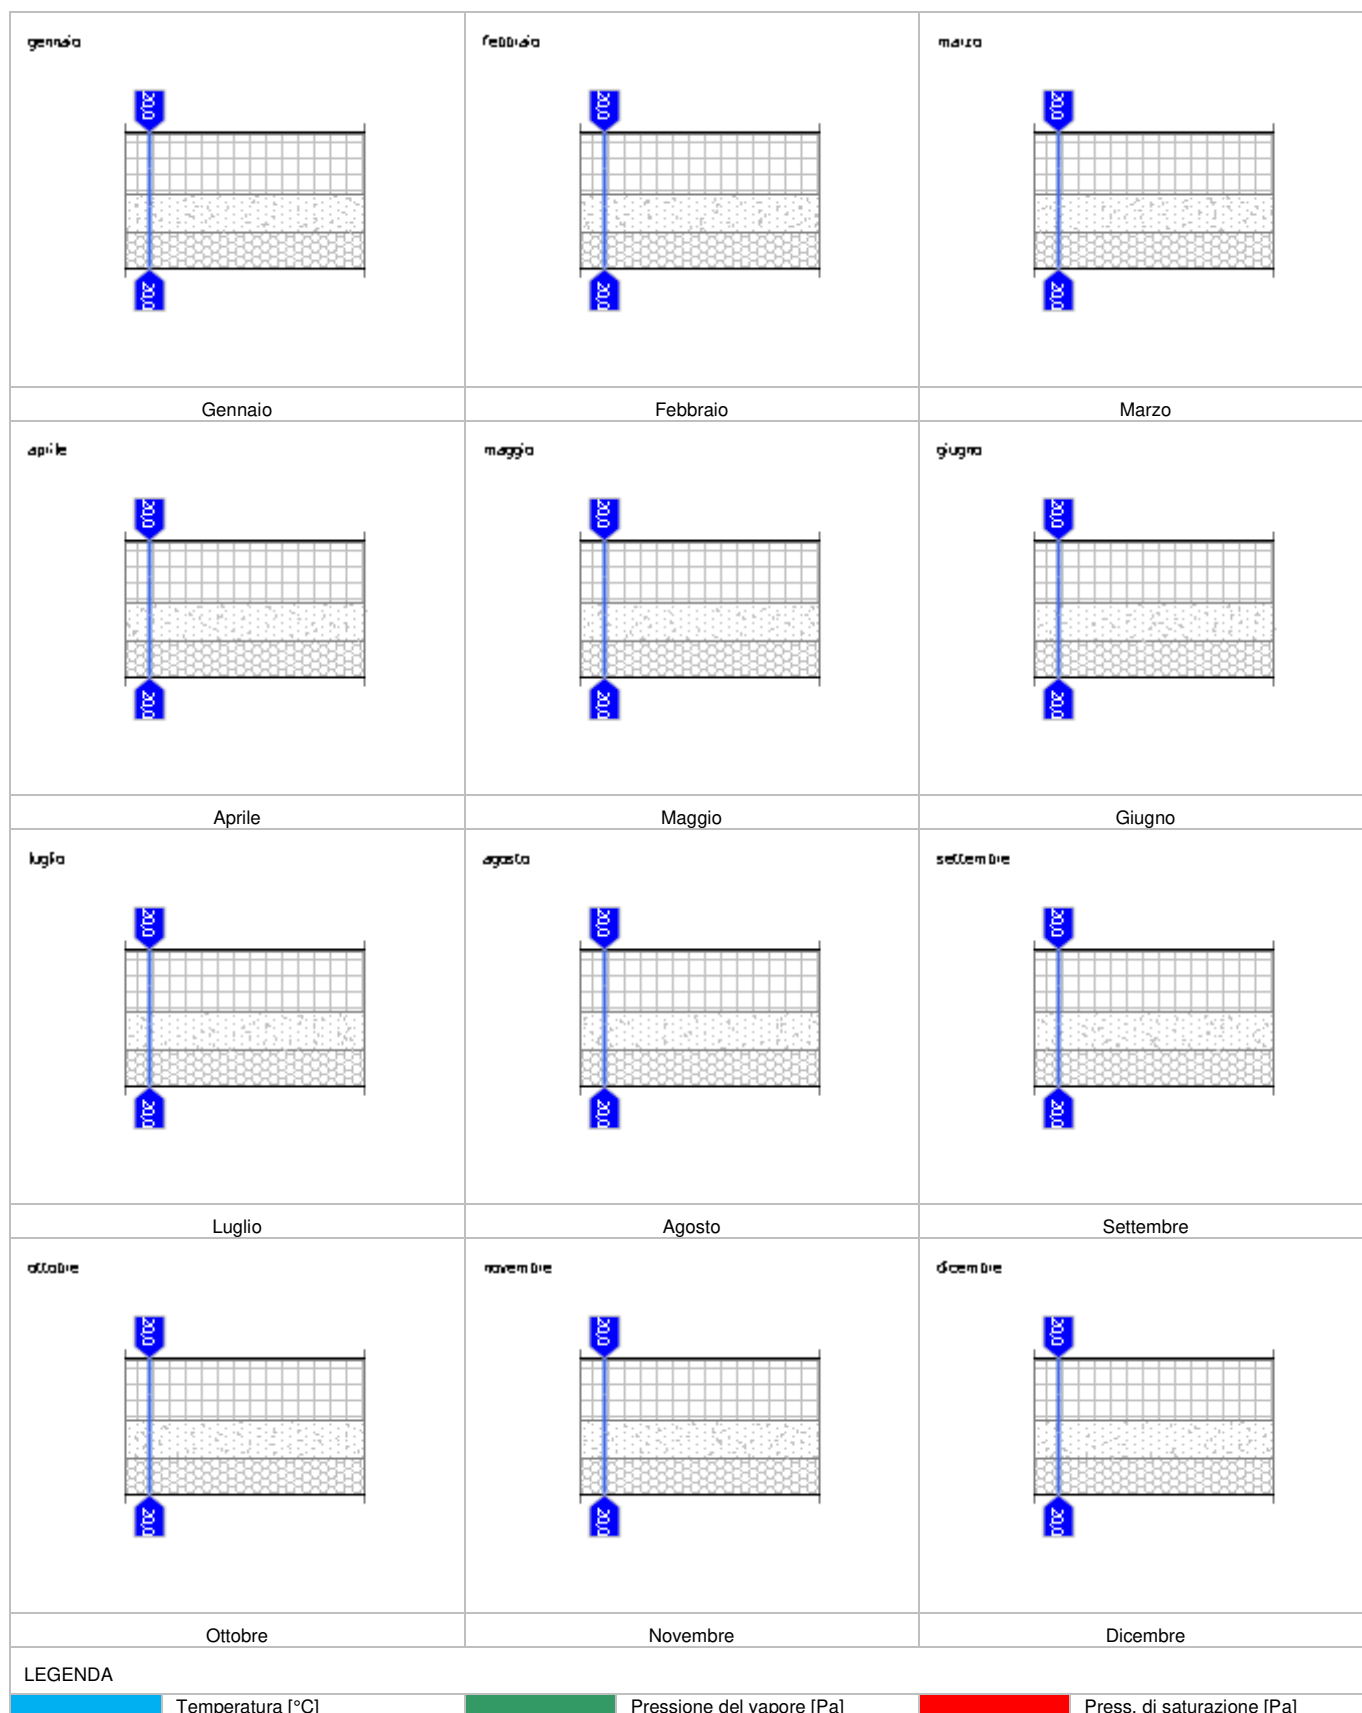 gennaio febbraio marzo
20,0 20,0 20,0
20,0 20,0 20,0
Gennaio Febbraio Marzo
aprile maggio giugno
20,0 20,0 20,0
20,0 20,0 20,0
Aprile Maggio Giugno
luglio agosto settembre
20,0 20,0 20,0
20,0 20,0 20,0
Luglio Agosto Settembre
ottobre novembre dicembre
20,0 20,0 20,0
20,0 20,0 20,0
Ottobre Novembre Dicembre
LEGENDA
Temperatura [°C] Pressione del vapore [Pa] Press. di saturazione [Pa]